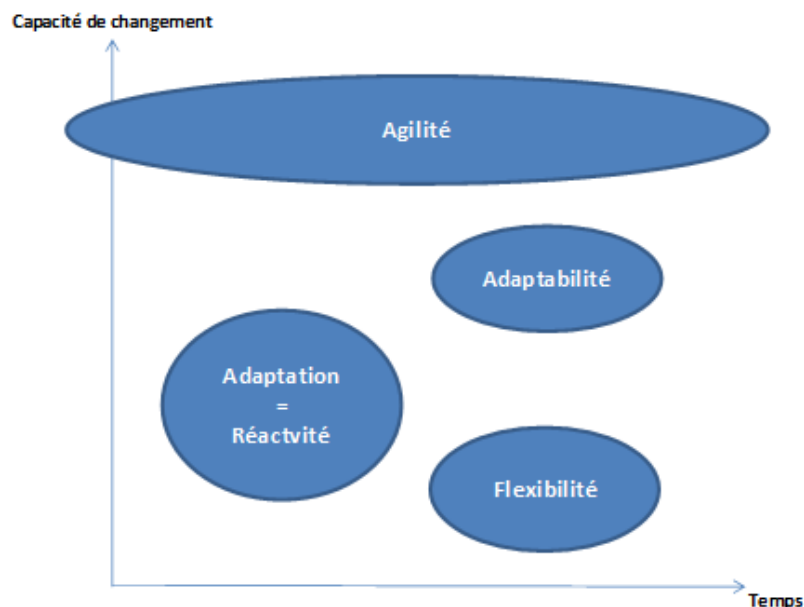 Capacité de changement
Agilité
Adaptabilité
Adaptation
=
Réactvité
Flexibilité
Temps